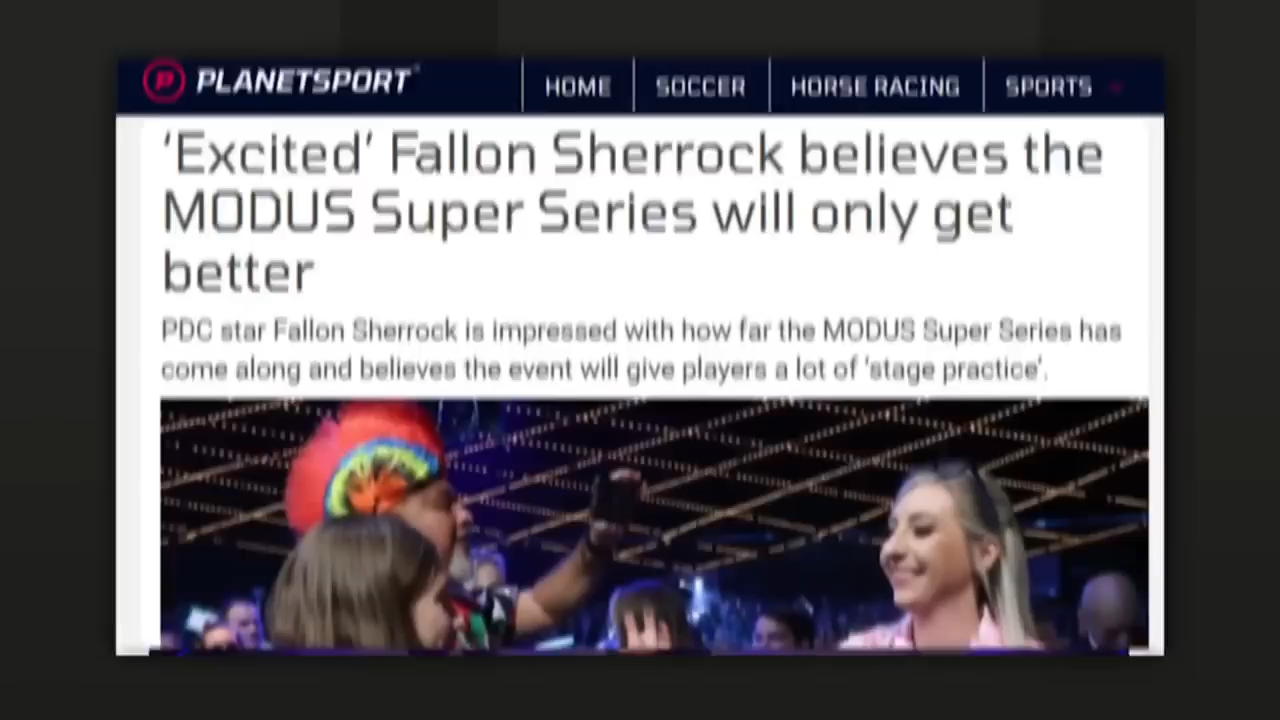 PLANETSPORT
HOME
SOCCER
HORSE RACING
SPORTS
'Excited' Fallon Sherrock believes the
MODUS Super Series will only get
better
PDC star Fallon Sherrock is impressed with how far the MODUS Super Series has
come along and believes the event will give players a lot of 'stage practice'.